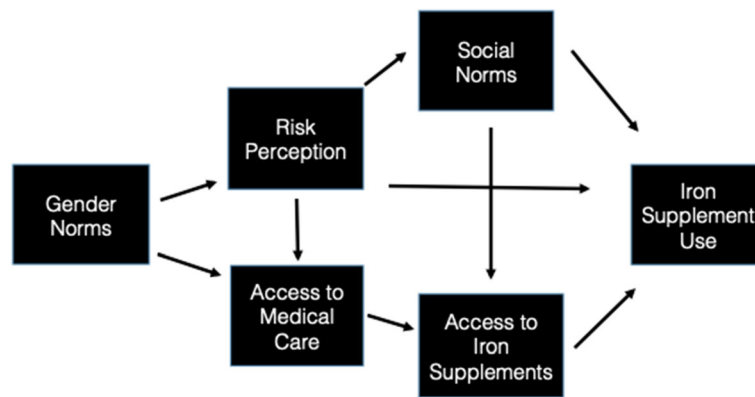 Social
Norms
Risk
Perception
Gender
Norms
Iron
Supplement
Use
Access to
Medical
Care
Access to
Iron
Supplements